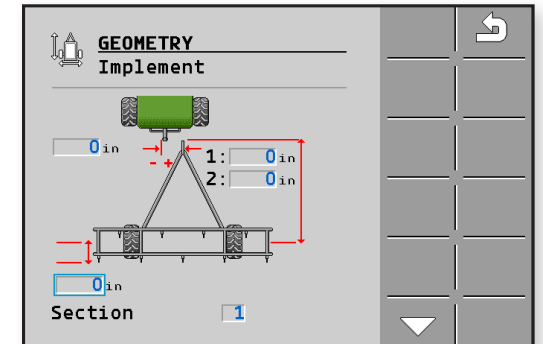 GEOMETRY
Implement
0 in
- +
1: 0 in
2: 0 in
0 in
Section 1